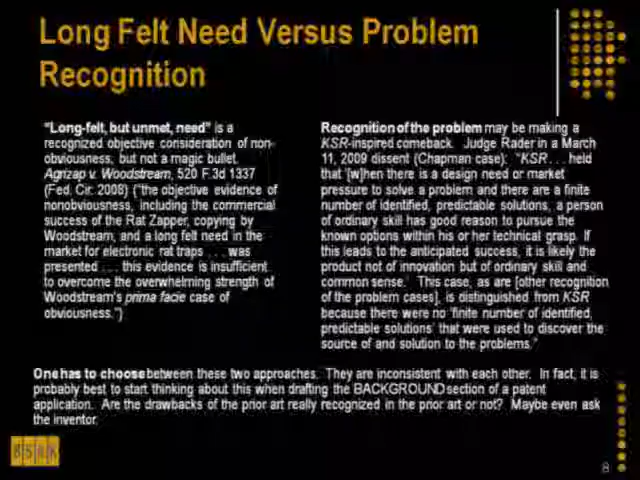 Long Felt Need Versus Problem
Recognition
"Long-felt, but unmet, need" is a
recognized objective consideration of non-
obviousness, but not a magic bullet.
Agrizap v. Woodstream, 520 F.3d 1337
(Fed. Cir. 2008) ("the objective evidence of
nonobviousness, including the commercial
success of the Rat Zapper, copying by
Woodstream, and a long felt need in the
market for electronic rat traps . . . was
presented . . . this evidence is insufficient
to overcome the overwhelming strength of
Woodstream's prima facie case of
obviousness.")
Recognition of the problem may be making a
KSR-inspired comeback. Judge Rader in a March
11, 2009 dissent (Chapman case): "KSR . . . held
that '[w]hen there is a design need or market
pressure to solve a problem and there are a finite
number of identified, predictable solutions, a person
of ordinary skill has good reason to pursue the
known options within his or her technical grasp. If
this leads to the anticipated success, it is likely the
product not of innovation but of ordinary skill and
common sense.' This case, as are [other recognition
of the problem cases], is distinguished from KSR
because there were no 'finite number of identified,
predictable solutions' that were used to discover the
source of and solution to the problems."
One has to choose between these two approaches. They are inconsistent with each other. In fact, it is
probably best to start thinking about this when drafting the BACKGROUND section of a patent
application. Are the drawbacks of the prior art really recognized in the prior art or not? Maybe even ask
the inventor.
8